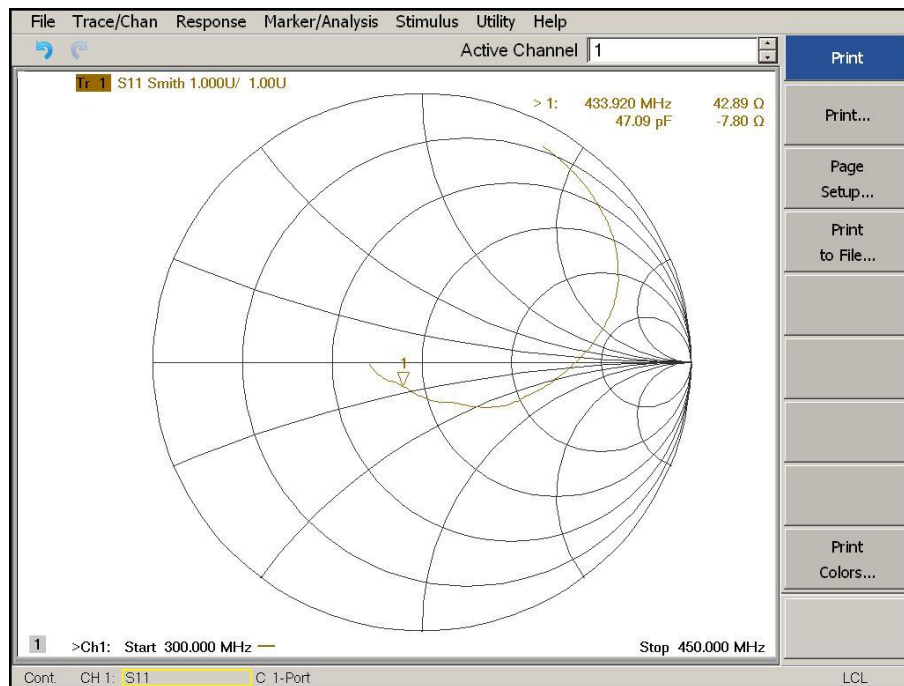 File Trace/Chan Response Marker/Analysis Stimulus Utility Help
Active Channel 1
Tr 1 S11 Smith 1.000U/ 1.00U
> 1: 433.920 MHz 42.89 Ω
47.09 pF -7.80 Ω
1
1 >Ch1: Start 300.000 MHz Stop 450.000 MHz
Cont. CH 1: S11 C 1-Port LCL
Print
Print...
Page
Setup...
Print
to File...
Print
Colors...